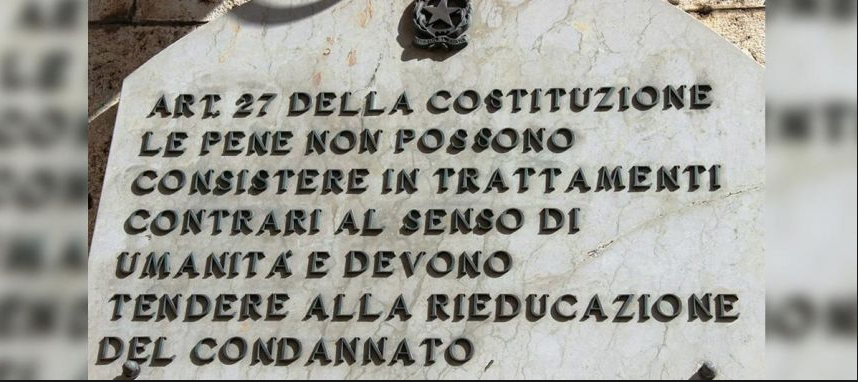 ART. 27 DELLA COSTITUZIONE
LE PENE NON POSSONO
CONSISTERE IN TRATTAMENTI
CONTRARI AL SENSO DI
UMANITÁ E DEVONO
TENDERE ALLA RIEDUCAZIONE
DEL CONDANNATO